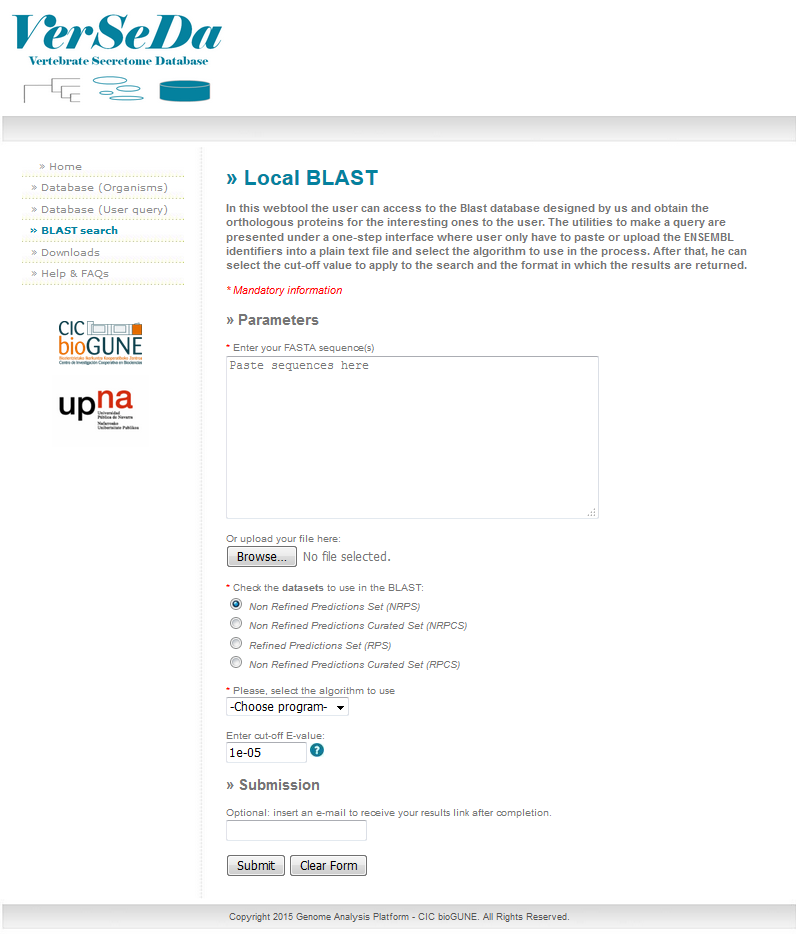 VerSeDa
Vertebrate Secretome Database
» Home
» Database (Organisms)
» Database (User query)
» BLAST search
» Downloads
» Help & FAQs
CIC
bioGUNE
Centro de Investigación Cooperativa en Biociencias
upna
Universidad
Pública de Navarra
Nafarroako
Unibertsitate Publikoa
» Local BLAST
In this webtool the user can access to the Blast database designed by us and obtain the
orthologous proteins for the interesting ones to the user. The utilities to make a query are
presented under a one-step interface where user only have to paste or upload the ENSEMBL
identifiers into a plain text file and select the algorithm to use in the process. After that, he can
select the cut-off value to apply to the search and the format in which the results are returned.
* Mandatory information
» Parameters
* Enter your FASTA sequence(s)
Paste sequences here
Or upload your file here:
Browse... No file selected.
* Check the datasets to use in the BLAST:
Non Refined Predictions Set (NRPS)
Non Refined Predictions Curated Set (NRPCS)
Refined Predictions Set (RPS)
Non Refined Predictions Curated Set (RPCS)
* Please, select the algorithm to use
-Choose program-
Enter cut-off E-value:
1e-05 ?
» Submission
Optional: insert an e-mail to receive your results link after completion.
Submit Clear Form
Copyright 2015 Genome Analysis Platform - CIC bioGUNE. All Rights Reserved.